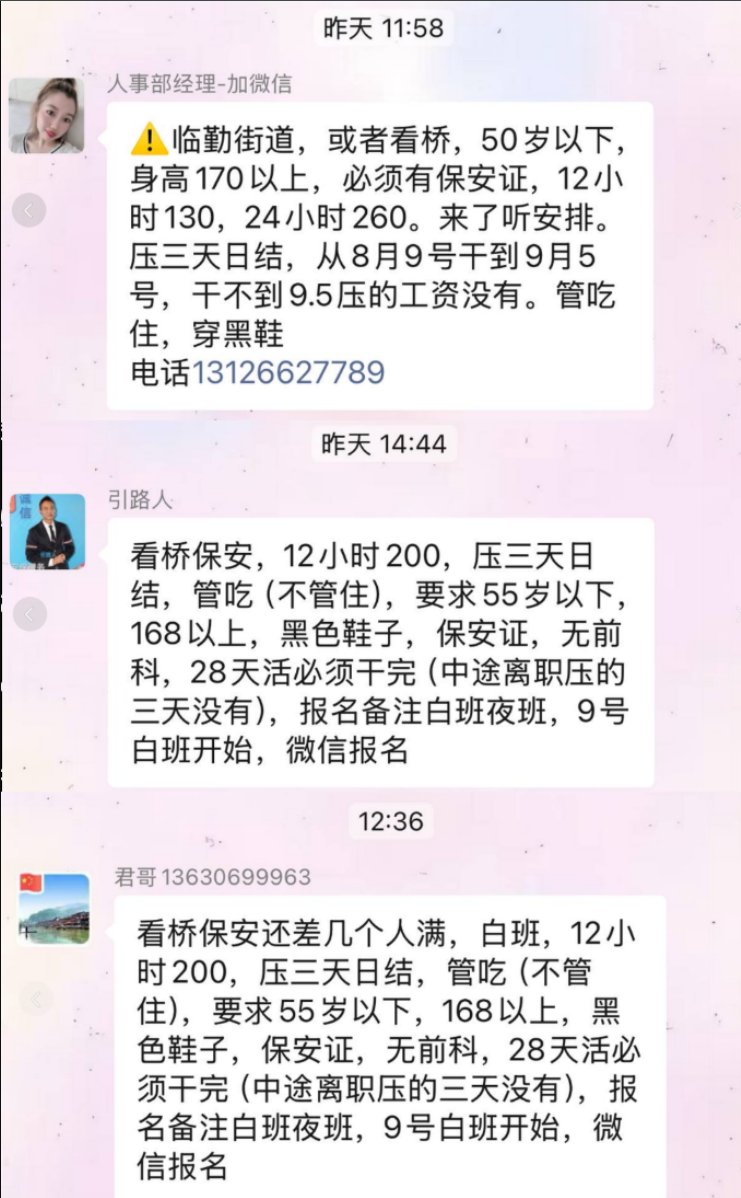 昨天 11:58
人事部经理-加微信
⚠️临勤街道，或者看桥，50岁以下，
身高170以上，必须有保安证，12小
时130，24小时260。来了听安排。
压三天日结，从8月9号干到9月5
号，干不到9.5压的工资没有。管吃
住，穿黑鞋
电话13126627789
昨天 14:44
诚
信
引路人
看桥保安，12小时200，压三天日
结，管吃（不管住），要求55岁以下，
168以上，黑色鞋子，保安证，无前
科，28天活必须干完（中途离职压的
三天没有），报名备注白班夜班，9号
白班开始，微信报名
12:36
君哥13630699963
看桥保安还差几个人满，白班，12小
时200，压三天日结，管吃（不管
住），要求55岁以下，168以上，黑
色鞋子，保安证，无前科，28天活必
须干完（中途离职压的三天没有），报
名备注白班夜班，9号白班开始，微
信报名